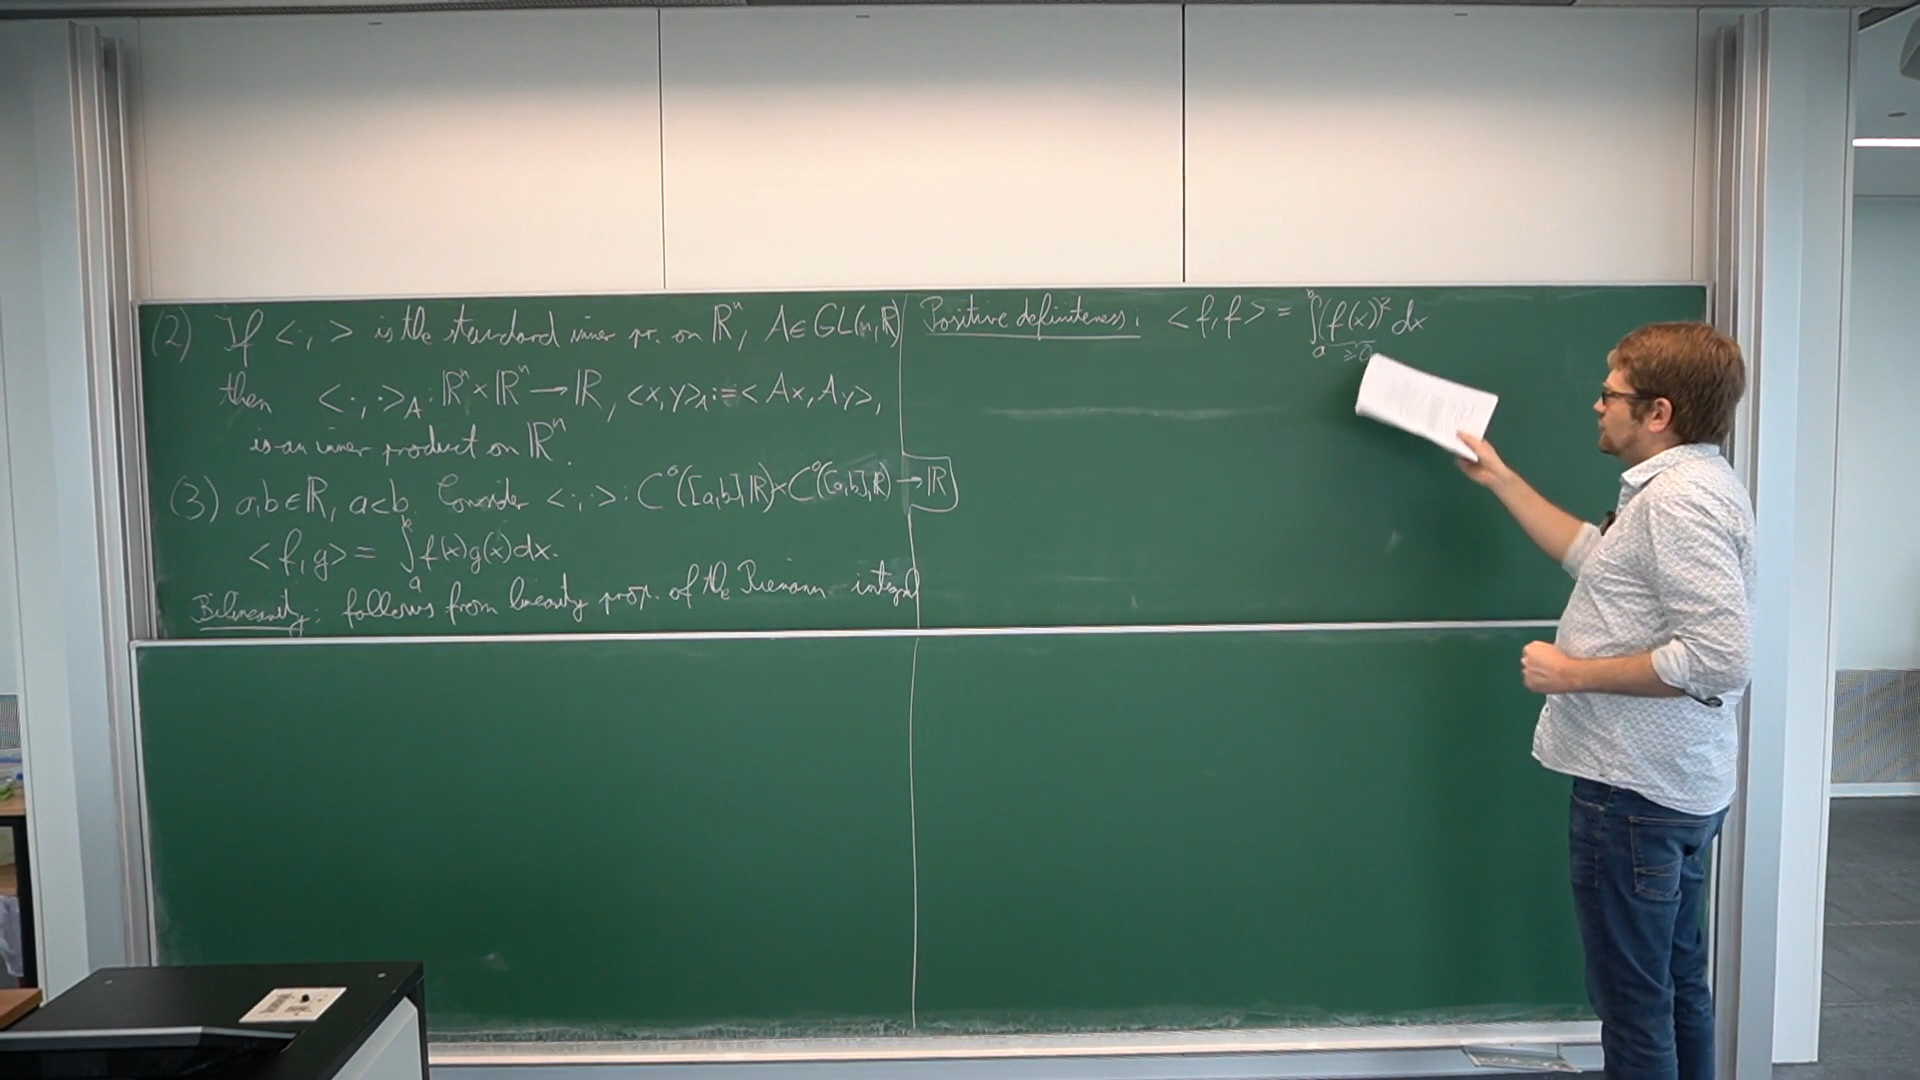 (2) If <·,·> is the standard inner pr. on ℝⁿ, A∈GL(n,ℝ)
then <·,·>_A : ℝⁿ×ℝⁿ → ℝ, <x,y>_A := <Ax, Ay>,
is an inner product on ℝⁿ.
(3) a,b∈ℝ, a<b. Consider <·,·> : C⁰([a,b],ℝ)×C⁰([a,b],ℝ) → ℝ
<f,g> = ∫ₐᵇ f(x)g(x)dx.
Bilinearity: follows from linearity prop. of the Riemann integral
Positive definiteness: <f,f> = ∫ₐᵇ (f(x))² dx
≥0